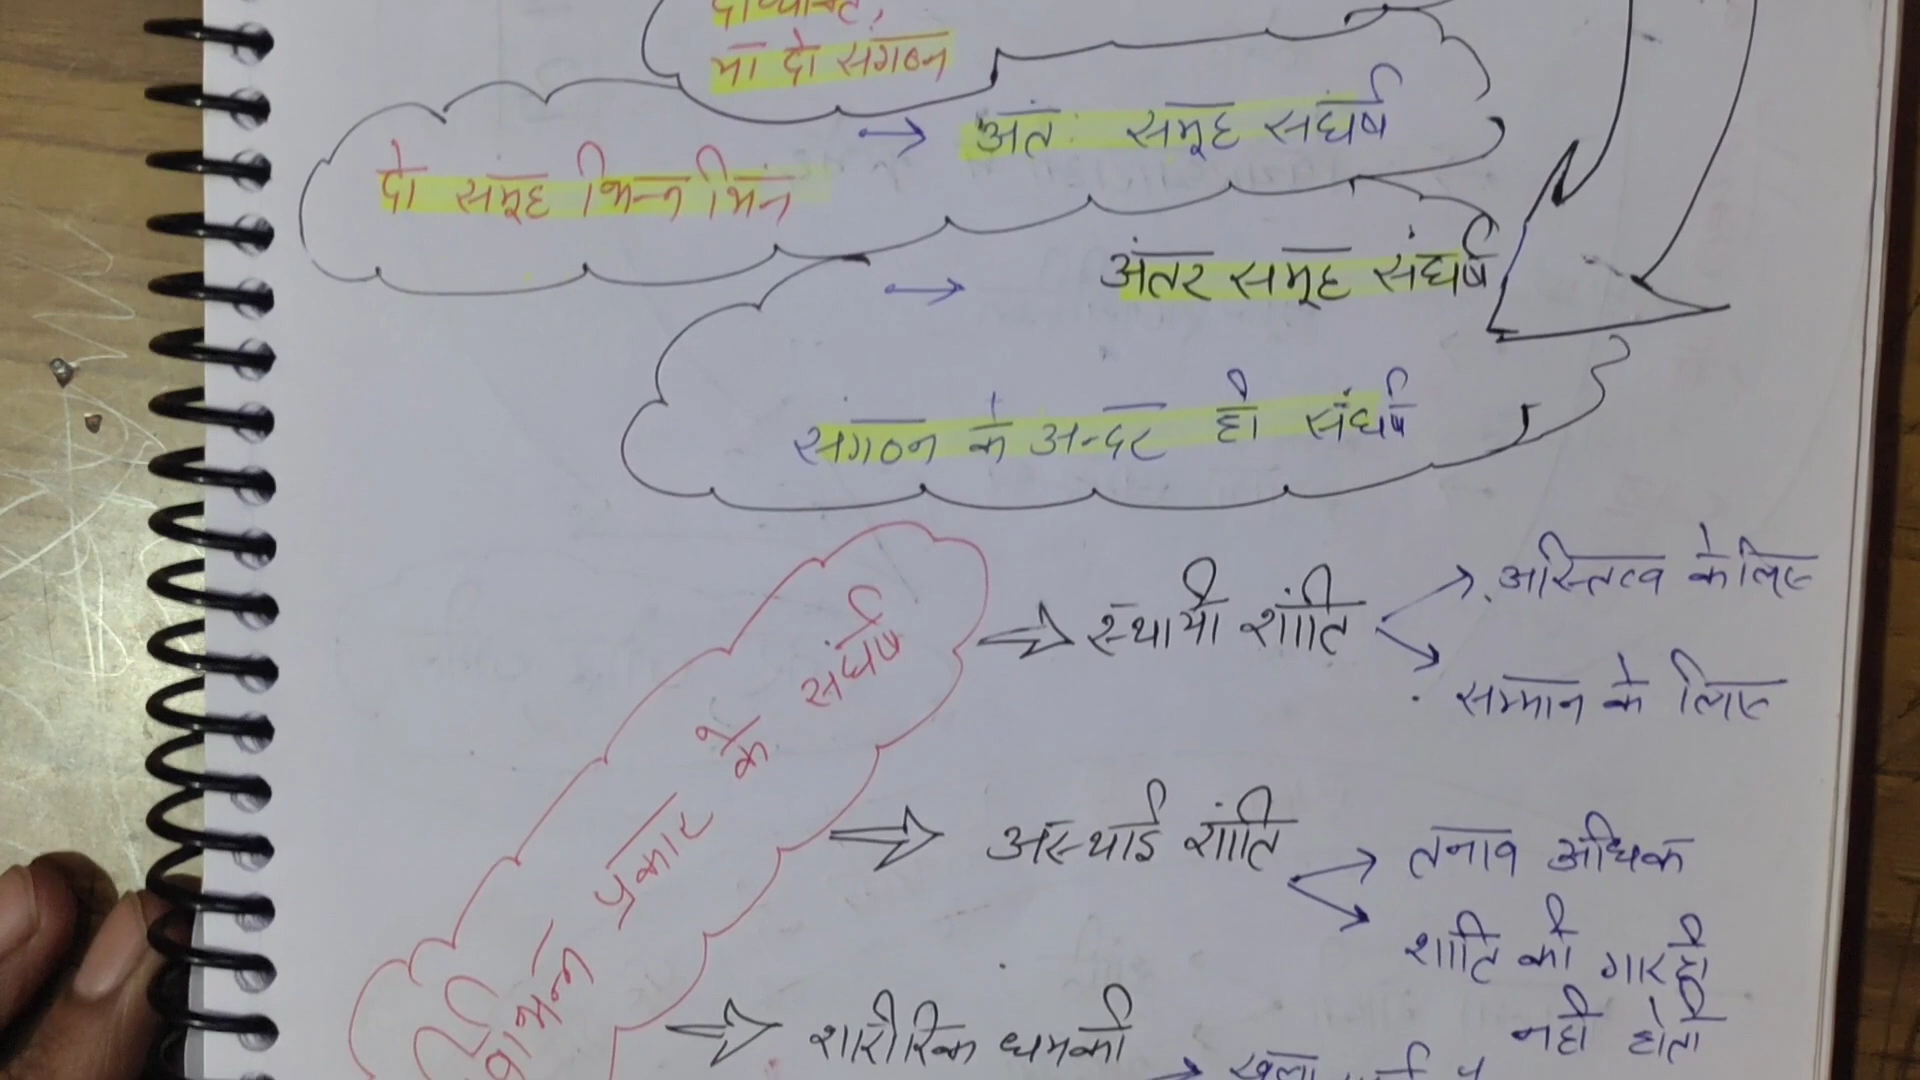 या दो संगठन
→ अंत: समूह संघर्ष
दो समूह भिन्न भिन
→ अंतर समूह संघर्ष
सगठन के अन्दर ही संघर्ष
विभिन्न प्रकार के संघर्ष
⇒ स्थायी शांति
→ अस्तित्व के लिए
→ सम्मान के लिए
⇒ अस्थाई शांति
→ तनाव अधिक
→ शांति की गारंटी
नही होती
⇒ शारीरिक धमकी